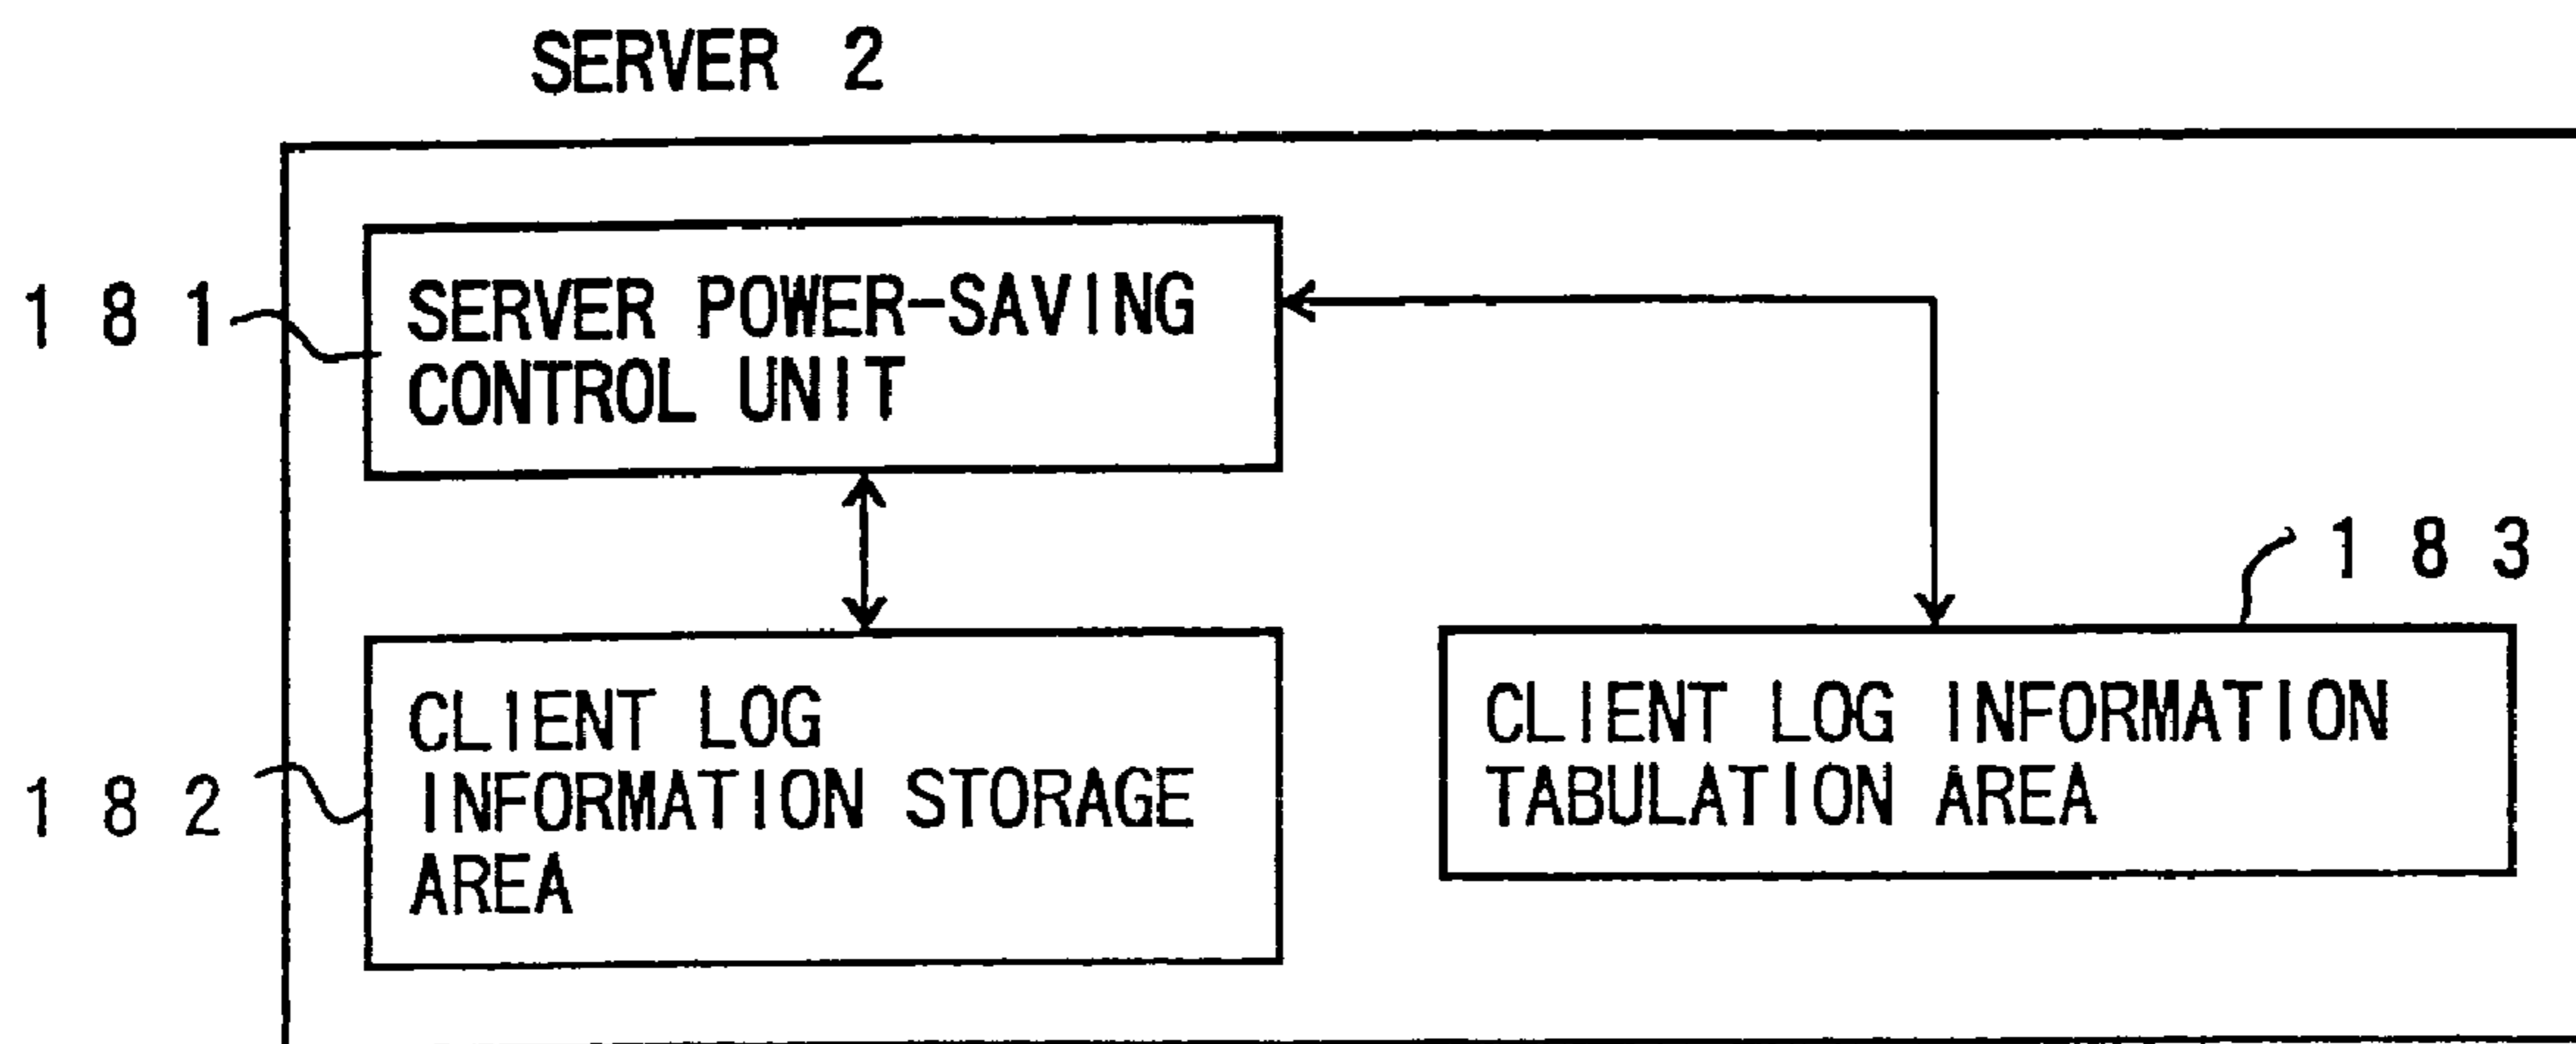 SERVER 2
181
SERVER POWER-SAVING
CONTROL UNIT
182
CLIENT LOG
INFORMATION STORAGE
AREA
183
CLIENT LOG INFORMATION
TABULATION AREA